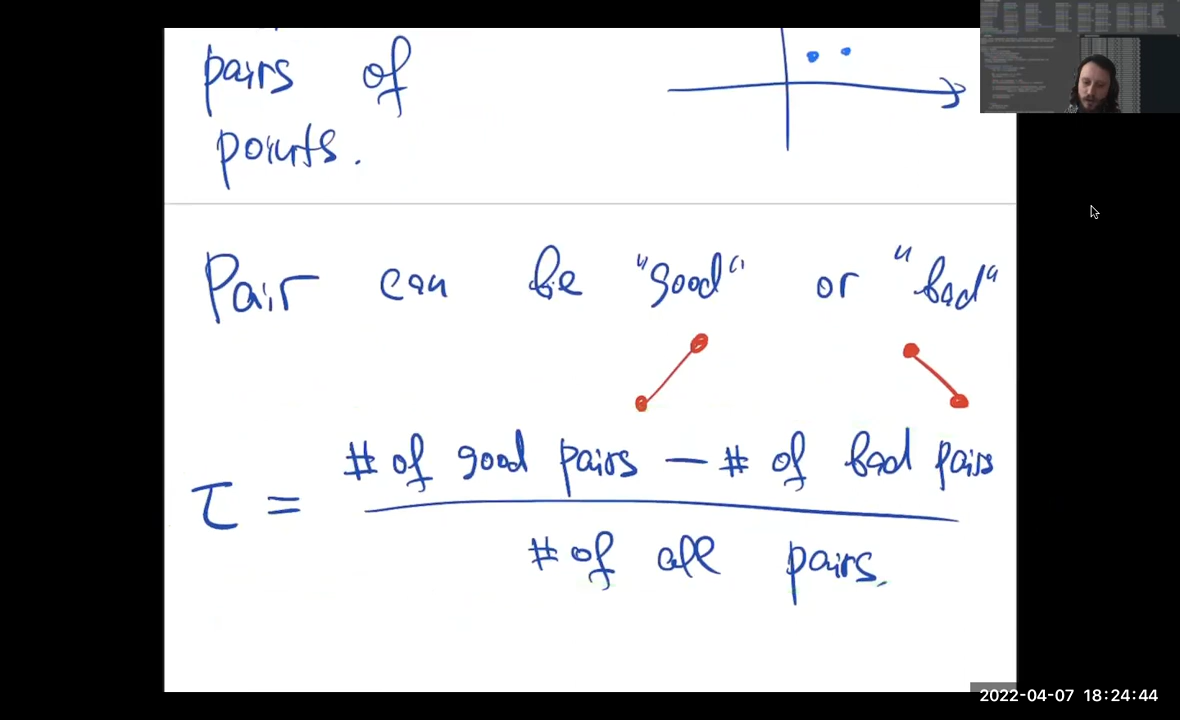 pairs of
points.
Pair can be "good" or "bad"
# of good pairs — # of bad pairs
τ =
# of all pairs.
2022-04-07 18:24:44